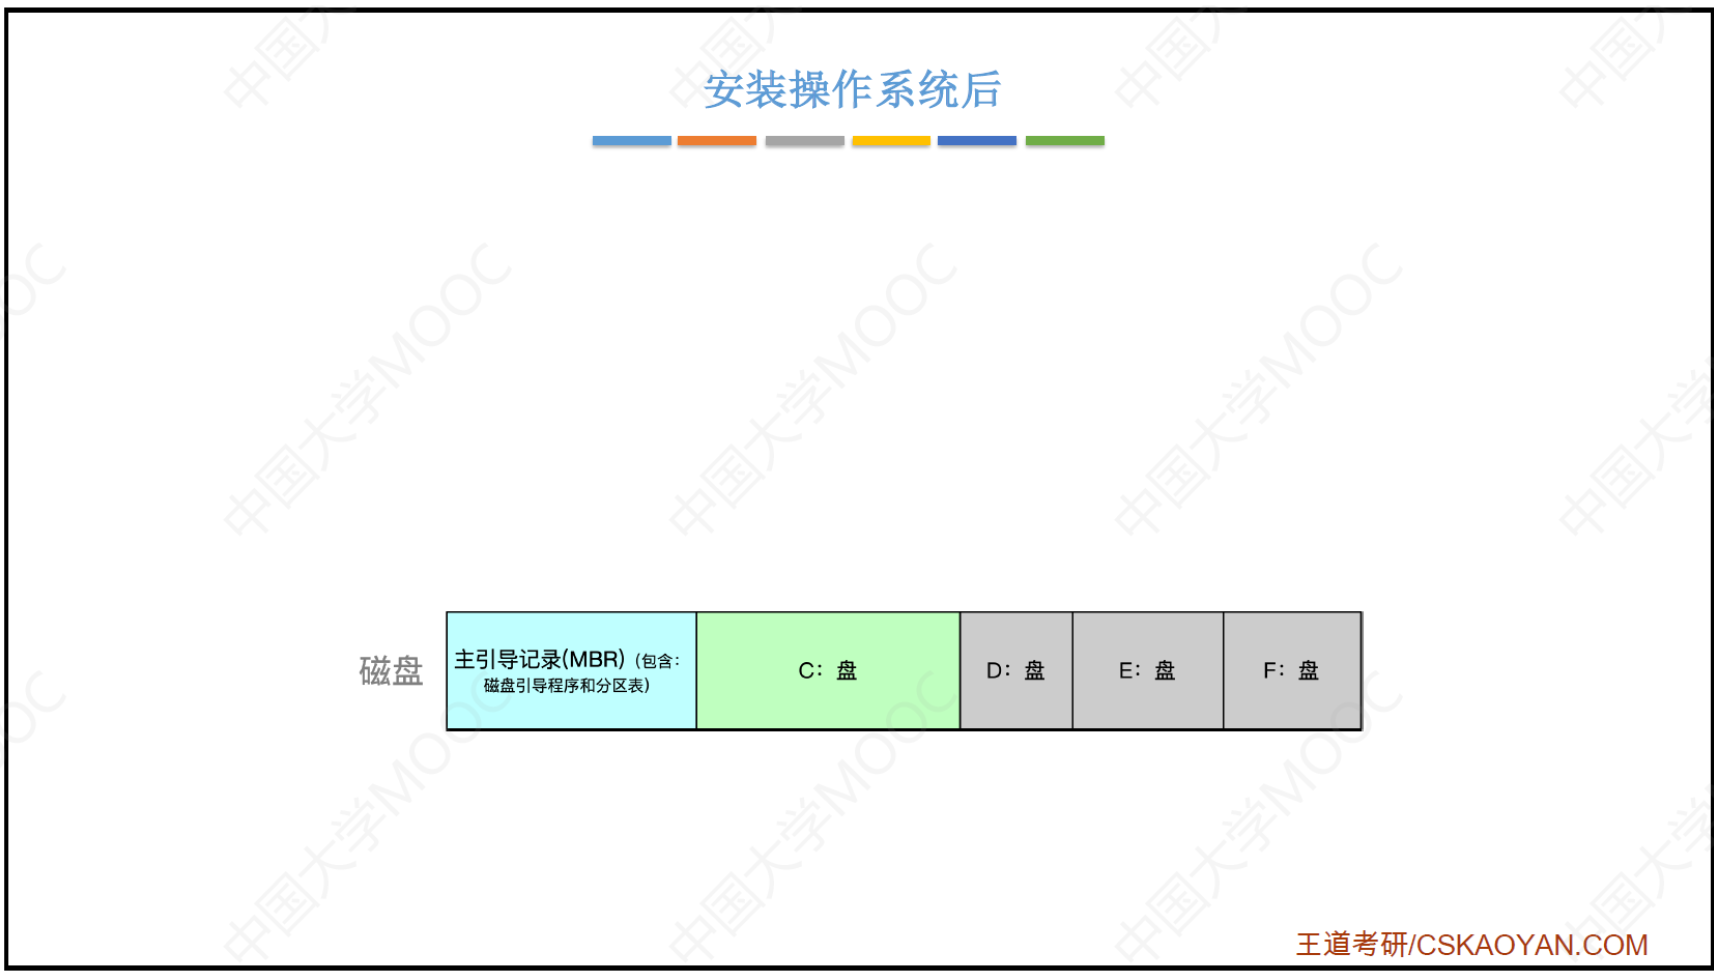 安装操作系统后
磁盘
主引导记录(MBR)（包含：
磁盘引导程序和分区表)
C：盘
D：盘
E：盘
F：盘
王道考研/CSKAOYAN.COM
中国大学MOOC